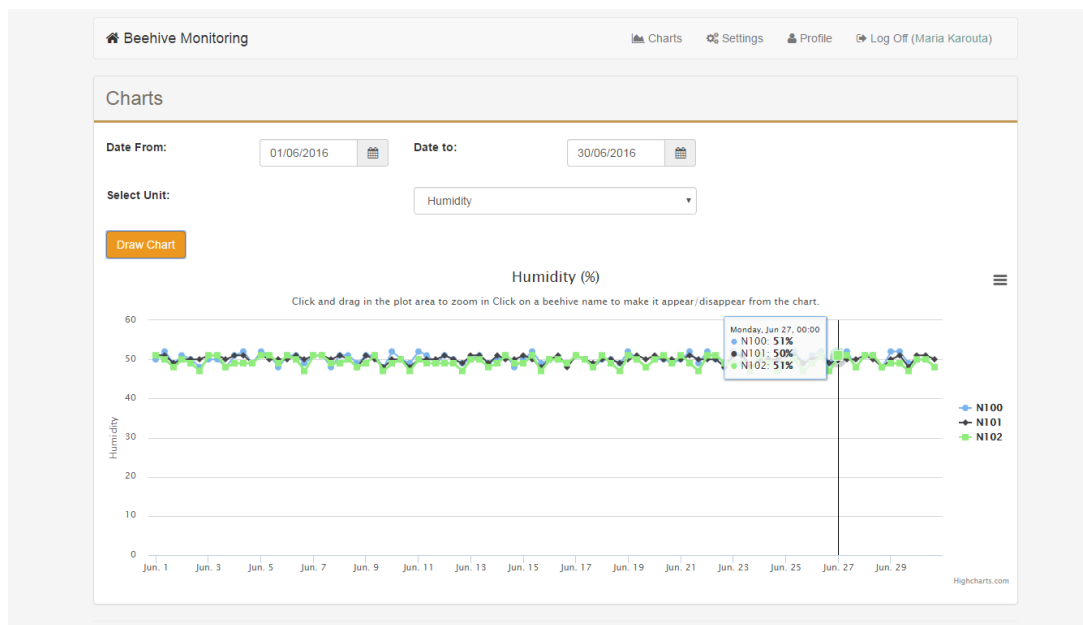 Beehive Monitoring
Charts Settings Profile Log Off (Maria Karouta)
Charts
Date From: 01/06/2016 Date to: 30/06/2016
Select Unit: Humidity
Draw Chart
Humidity (%)
Click and drag in the plot area to zoom in Click on a beehive name to make it appear/disappear from the chart.
60
50
40
30
20
10
0
Humidity
Monday, Jun 27, 00:00
N100: 51%
N101: 50%
N102: 51%
N100
N101
N102
Jun. 1 Jun. 3 Jun. 5 Jun. 7 Jun. 9 Jun. 11 Jun. 13 Jun. 15 Jun. 17 Jun. 19 Jun. 21 Jun. 23 Jun. 25 Jun. 27 Jun. 29
Highcharts.com